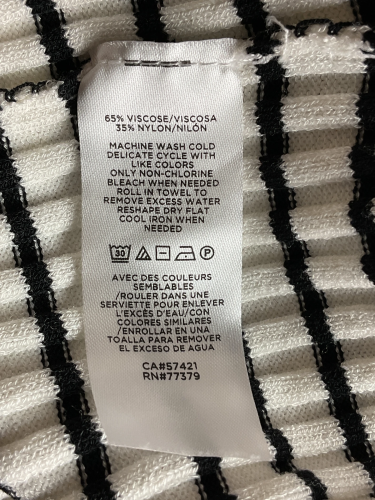 65% VISCOSE/VISCOSA
35% NYLON/NILÓN
MACHINE WASH COLD
DELICATE CYCLE WITH
LIKE COLORS
ONLY NON-CHLORINE
BLEACH WHEN NEEDED
ROLL IN TOWEL TO
REMOVE EXCESS WATER
RESHAPE DRY FLAT
COOL IRON WHEN
NEEDED
30 P
AVEC DES COULEURS
SEMBLABLES
/ROULER DANS UNE
SERVIETTE POUR ENLEVER
L'EXCÈS D'EAU/CON
COLORES SIMILARES
/ENROLLAR EN UNA
TOALLA PARA REMOVER
EL EXCESO DE AGUA
CA#57421
RN#77379